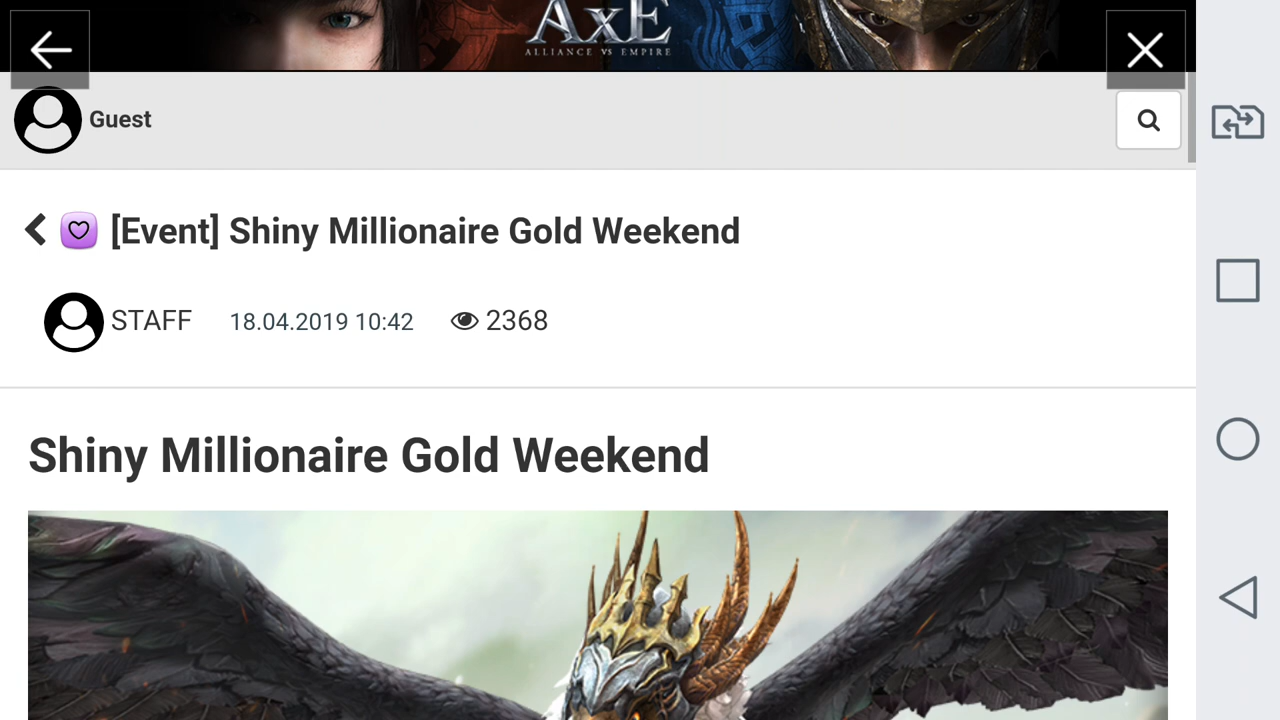 AxE
ALLIANCE VS EMPIRE
Guest
[Event] Shiny Millionaire Gold Weekend
STAFF 18.04.2019 10:42 2368
Shiny Millionaire Gold Weekend